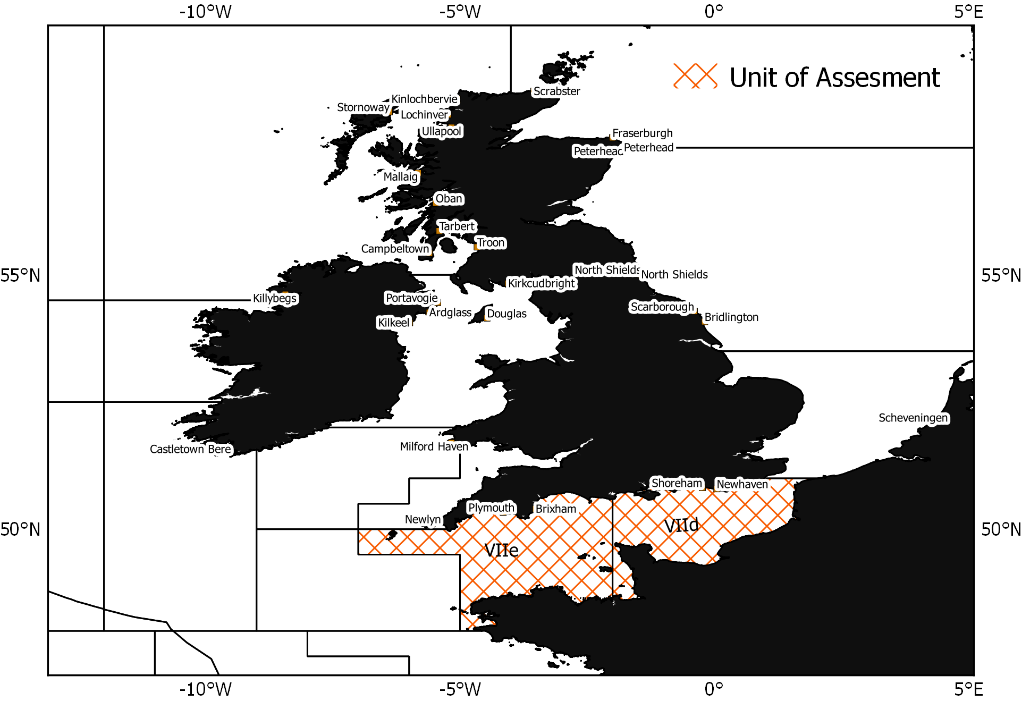 -10°W
-5°W
0°
5°E
Unit of Assesment
Scrabster
Kinlochbervie
Stornoway
Lochinver
Ullapool
Fraserburgh
Peterhead
Peterhead
Mallaig
Oban
Tarbert
Troon
Campbeltown
55°N
55°N
North Shields
North Shields
Kirkcudbright
Killybegs
Portavogie
Ardglass
Douglas
Scarborough
Bridlington
Kilkeel
Scheveningen
Castletown Bere
Milford Haven
Shoreham
Newhaven
Plymouth
Brixham
Newlyn
50°N
VIId
50°N
VIIe
-10°W
-5°W
0°
5°E